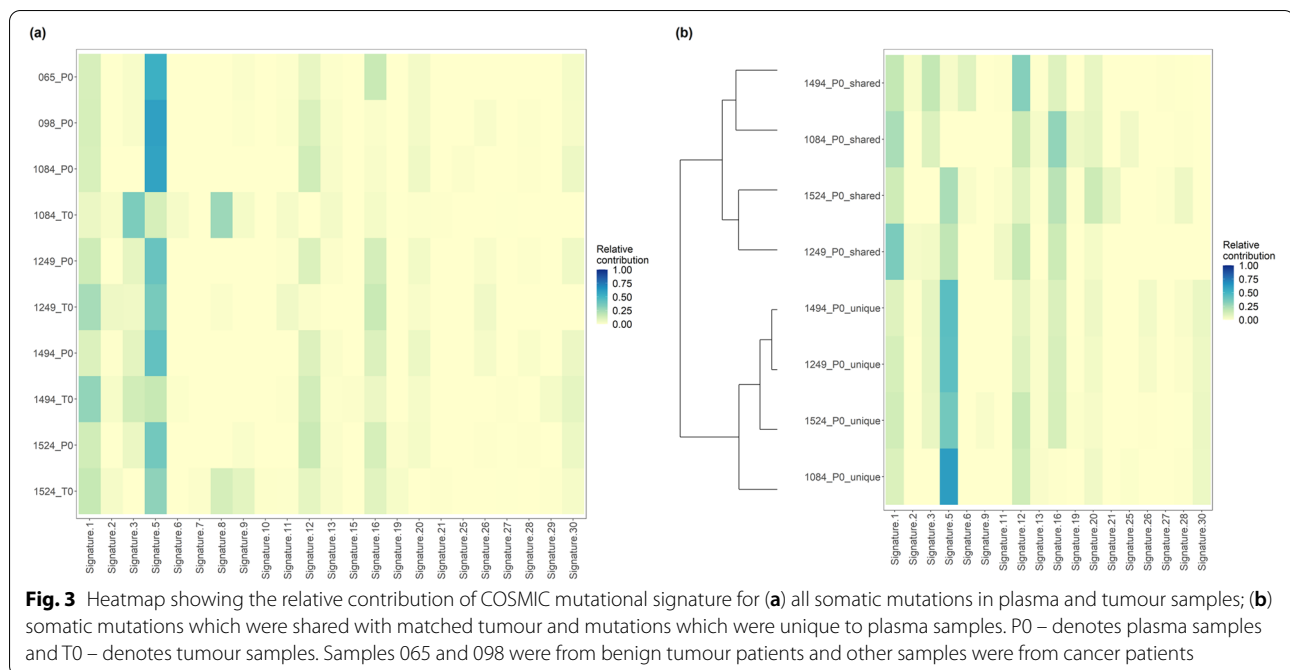 (a)
065_P0
098_P0
1084_P0
1084_T0
1249_P0
1249_T0
1494_P0
1494_T0
1524_P0
1524_T0
Signature.1
Signature.2
Signature.3
Signature.5
Signature.6
Signature.7
Signature.8
Signature.9
Signature.10
Signature.11
Signature.12
Signature.13
Signature.15
Signature.16
Signature.19
Signature.20
Signature.25
Signature.26
Signature.27
Signature.28
Signature.29
Signature.30
Relative
contribution
1.00
0.75
0.50
0.25
0.00
(b)
1494_P0_shared
1084_P0_shared
1524_P0_shared
1249_P0_shared
1494_P0_unique
1249_P0_unique
1524_P0_unique
1084_P0_unique
Signature.1
Signature.2
Signature.3
Signature.5
Signature.6
Signature.9
Signature.11
Signature.12
Signature.13
Signature.16
Signature.19
Signature.20
Signature.21
Signature.25
Signature.26
Signature.27
Signature.28
Signature.30
Relative
contribution
1.00
0.75
0.50
0.25
0.00
Fig. 3 Heatmap showing the relative contribution of COSMIC mutational signature for (a) all somatic mutations in plasma and tumour samples; (b)
somatic mutations which were shared with matched tumour and mutations which were unique to plasma samples. P0 – denotes plasma samples
and T0 – denotes tumour samples. Samples 065 and 098 were from benign tumour patients and other samples were from cancer patients